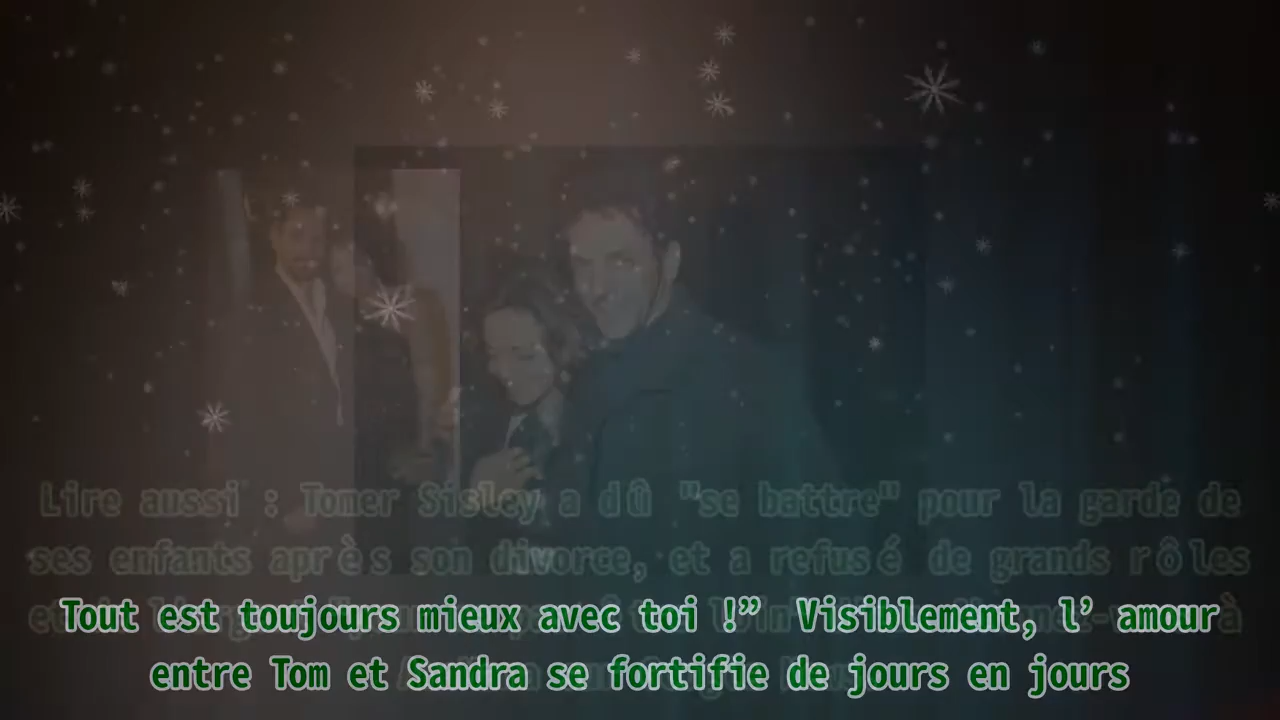 Lire aussi : Tomer Sisley a dû "se battre" pour la garde de
ses enfants après son divorce, et a refusé de grands rôles
Tout est toujours mieux avec toi !” Visiblement, l’ amour
entre Tom et Sandra se fortifie de jours en jours